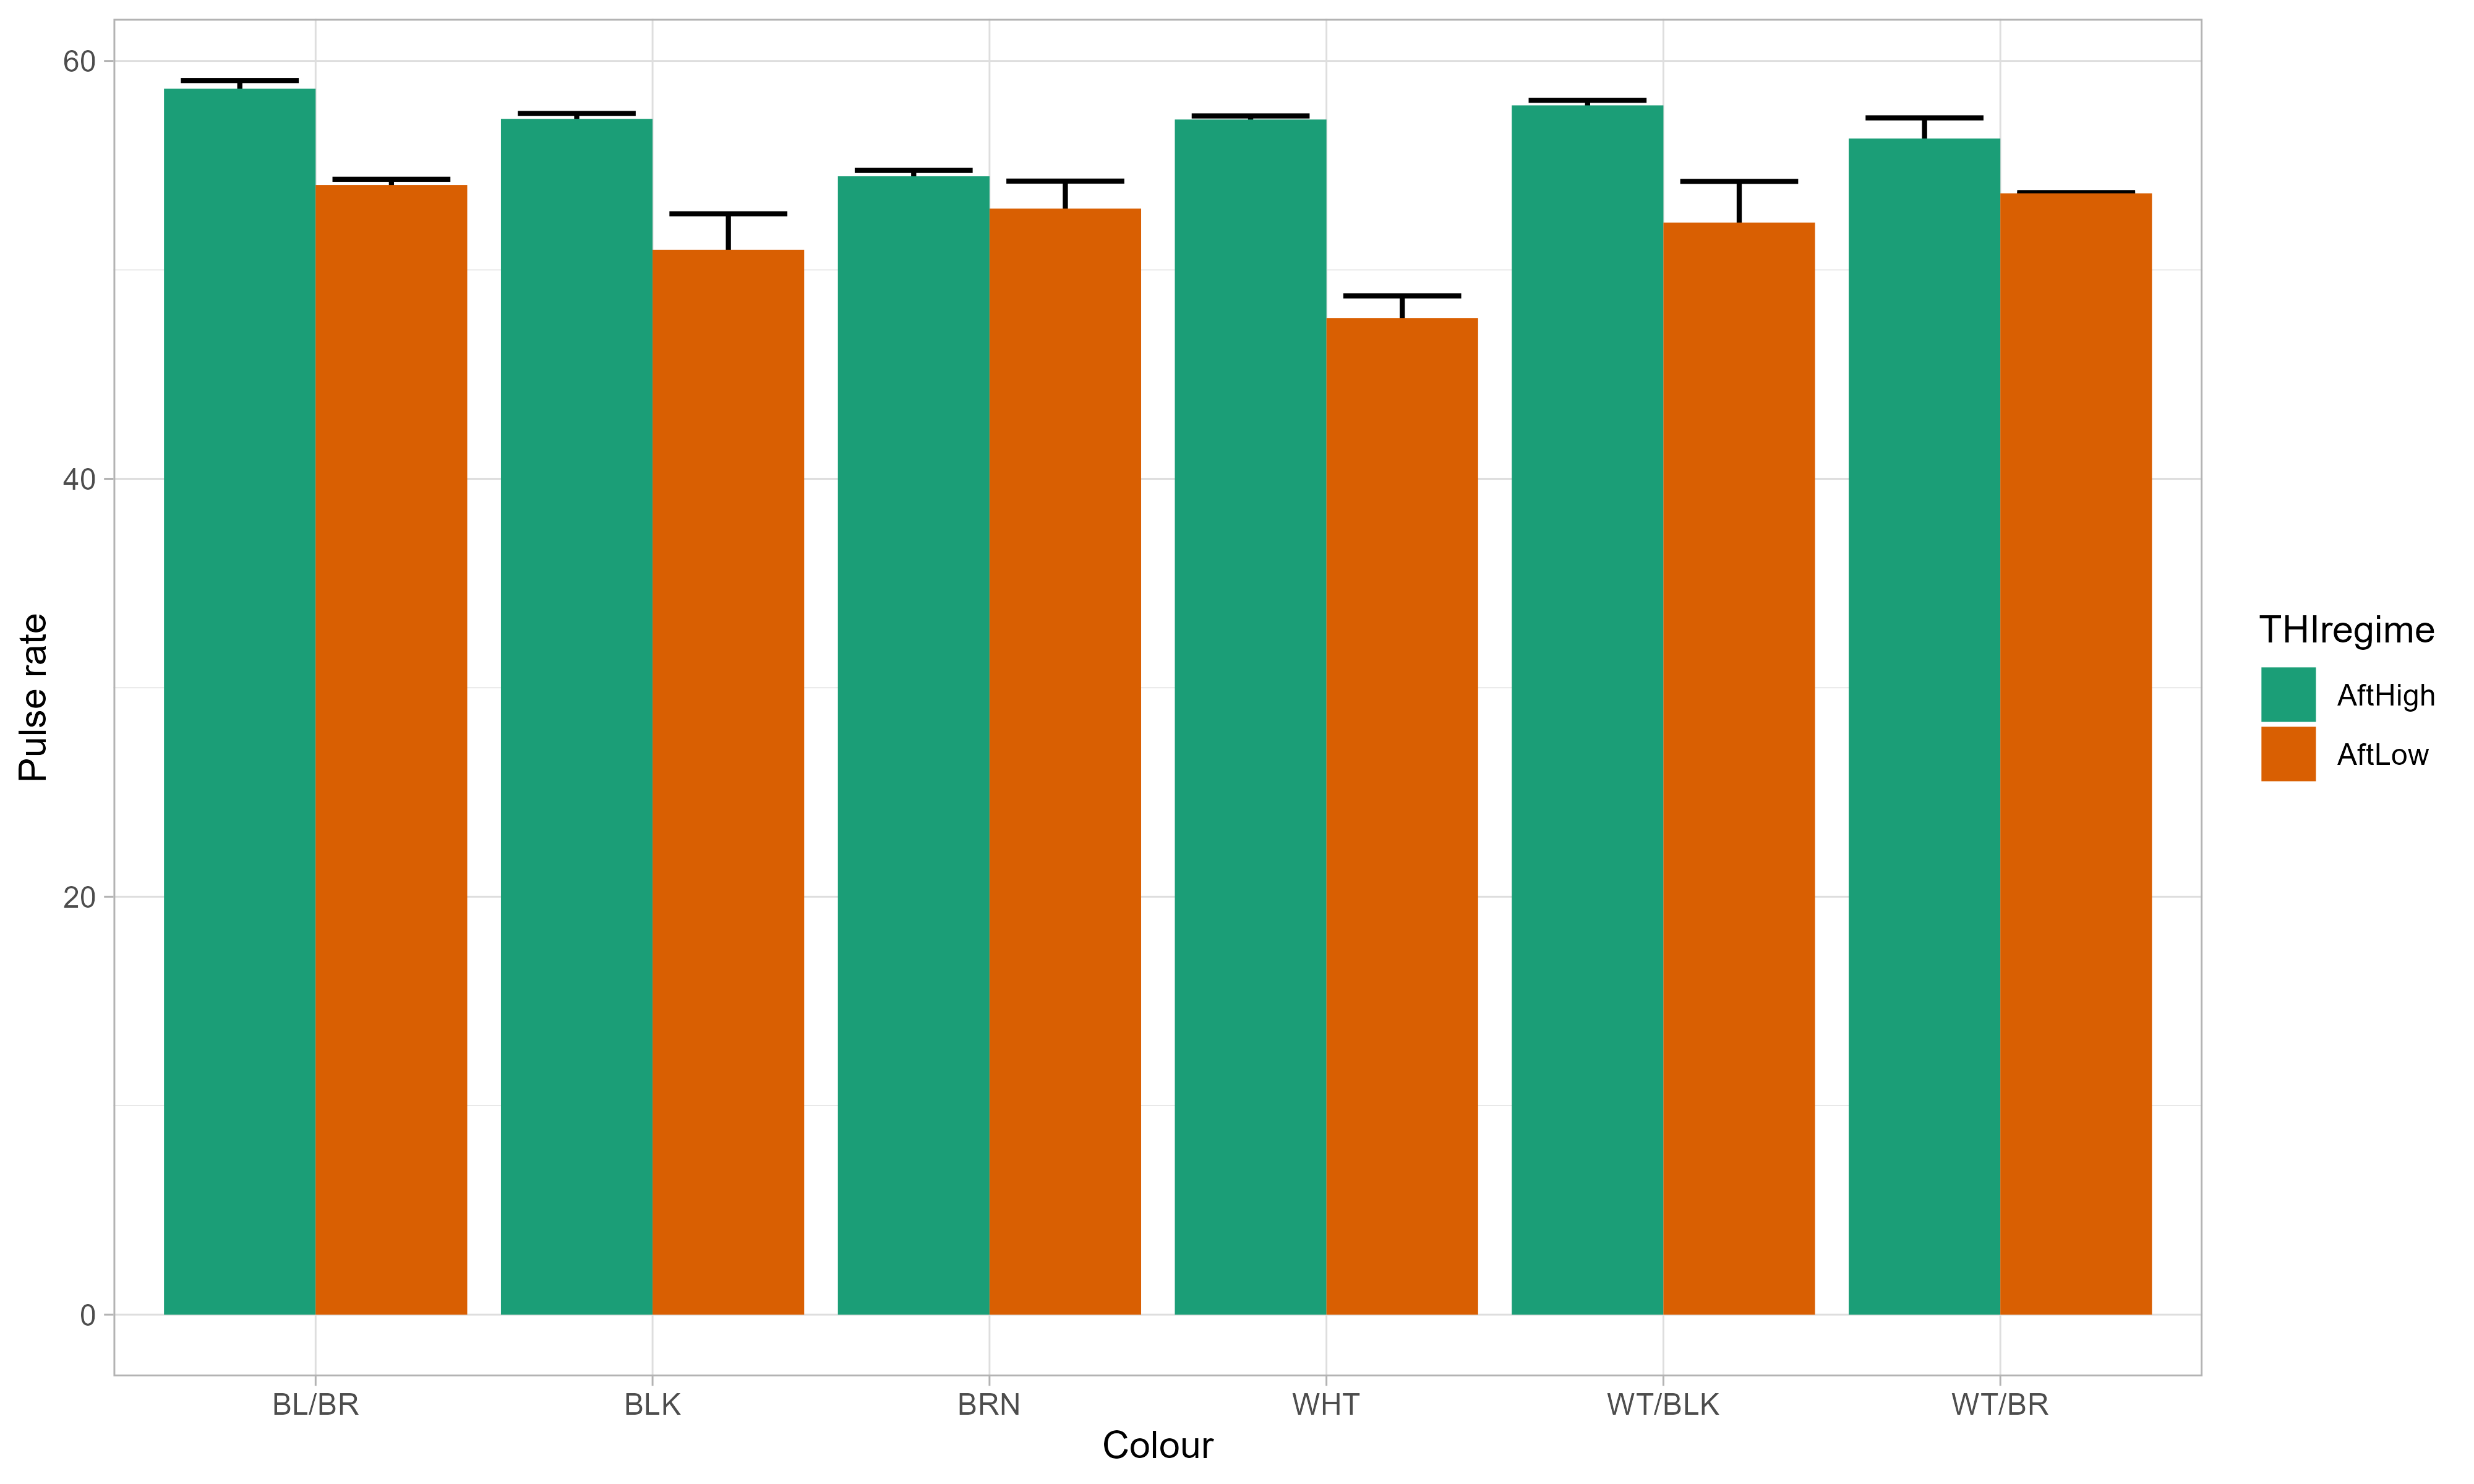 60
40
20
0
Pulse rate
BL/BR BLK BRN WHT WT/BLK WT/BR
Colour
THIregime
AftHigh
AftLow